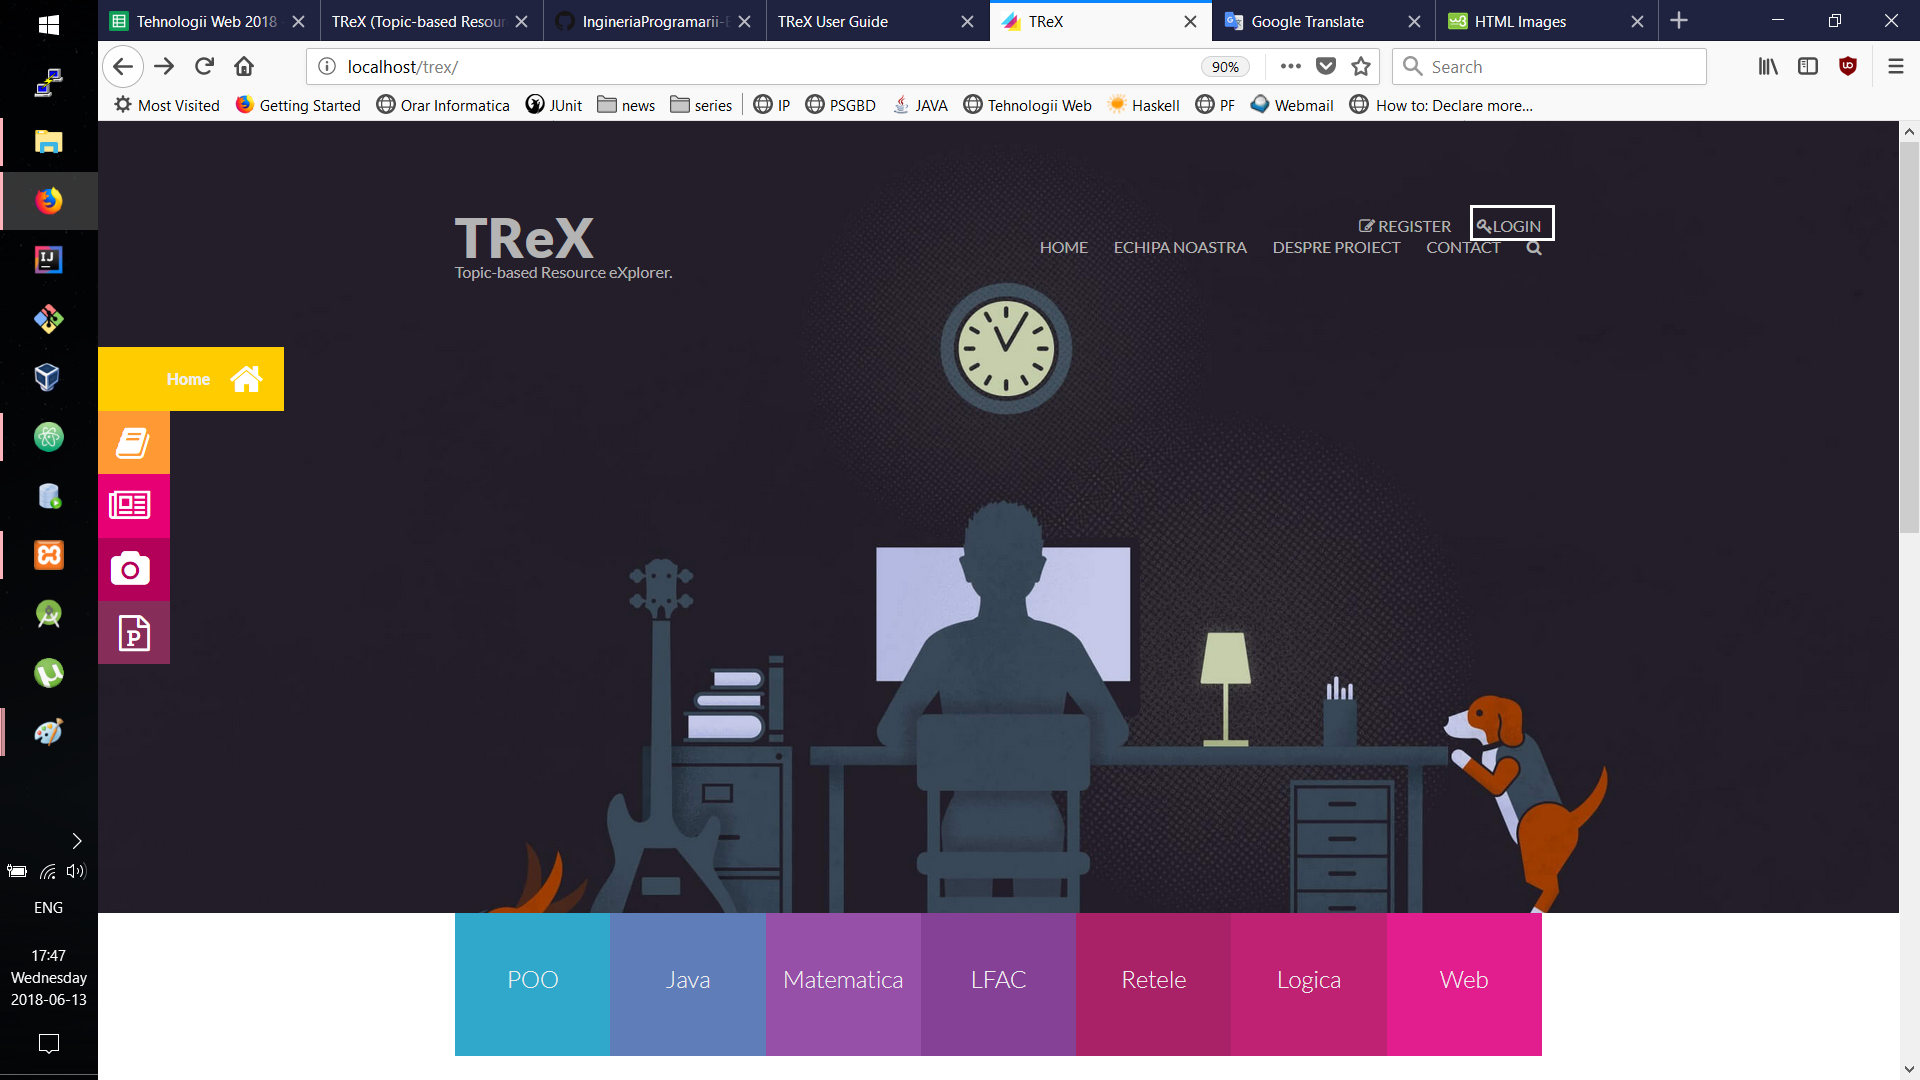 Tehnologii Web 2018
TReX (Topic-based Resour
IngineriaProgramarii-E
TReX User Guide
TReX
Google Translate
HTML Images
localhost/trex/
90%
Search
Most Visited
Getting Started
Orar Informatica
JUnit
news
series
IP
PSGBD
JAVA
Tehnologii Web
Haskell
PF
Webmail
How to: Declare more...
TReX
Topic-based Resource eXplorer.
REGISTER
LOGIN
HOME
ECHIPA NOASTRA
DESPRE PROIECT
CONTACT
Home
POO
Java
Matematica
LFAC
Retele
Logica
Web
ENG
17:47
Wednesday
2018-06-13